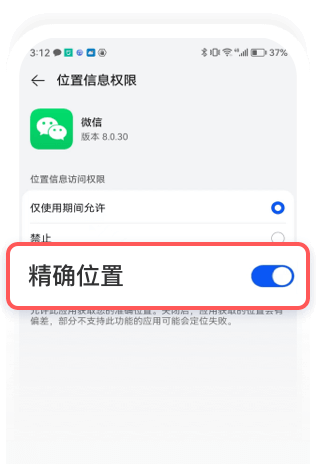 3:12
37%
位置信息权限
微信
版本 8.0.30
位置信息访问权限
仅使用期间允许
禁止
精确位置
允许此应用获取您的准确位置。关闭后，应用获取的位置会有
偏差，部分不支持此功能的应用可能会定位失败。